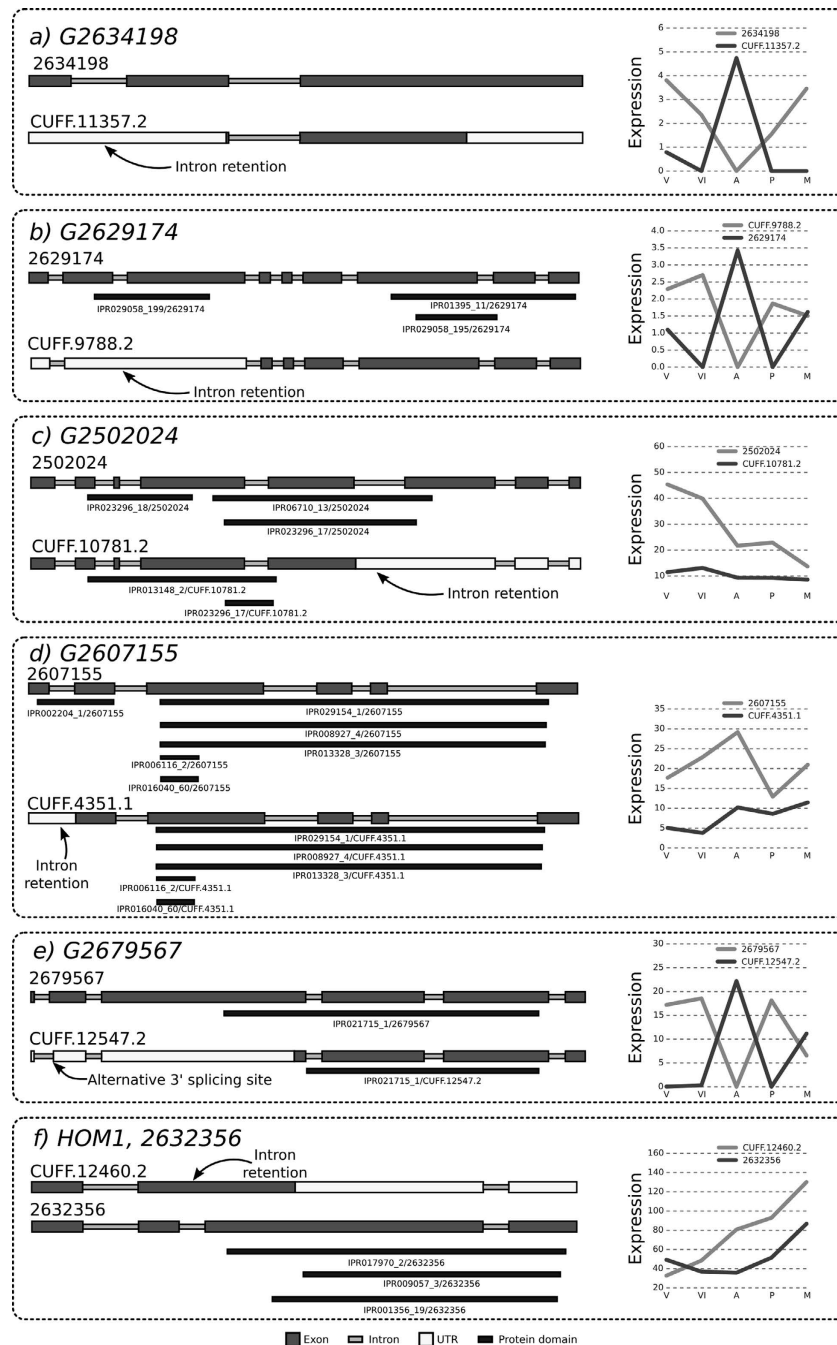 a) G2634198
2634198
CUFF.11357.2
Intron retention
Expression
6
5
4
3
2
1
0
2634198
CUFF.11357.2
V VI A P M
b) G2629174
2629174
IPR029058_199/2629174
IPR01395_11/2629174
IPR029058_195/2629174
CUFF.9788.2
Intron retention
Expression
4.0
3.5
3.0
2.5
2.0
1.5
1.0
0.5
0.0
CUFF.9788.2
2629174
V VI A P M
c) G2502024
2502024
IPR023296_18/2502024
IPR06710_13/2502024
IPR023296_17/2502024
CUFF.10781.2
IPR013148_2/CUFF.10781.2
IPR023296_17/CUFF.10781.2
Intron retention
Expression
60
50
40
30
20
10
2502024
CUFF.10781.2
V VI A P M
d) G2607155
2607155
IPR002204_1/2607155
IPR029154_1/2607155
IPR008927_4/2607155
IPR013328_3/2607155
IPR006116_2/2607155
IPR016040_60/2607155
CUFF.4351.1
Intron
retention
IPR029154_1/CUFF.4351.1
IPR008927_4/CUFF.4351.1
IPR013328_3/CUFF.4351.1
IPR006116_2/CUFF.4351.1
IPR016040_60/CUFF.4351.1
Expression
35
30
25
20
15
10
5
0
2607155
CUFF.4351.1
V VI A P M
e) G2679567
2679567
IPR021715_1/2679567
CUFF.12547.2
Alternative 3' splicing site
IPR021715_1/CUFF.12547.2
Expression
30
25
20
15
10
5
0
2679567
CUFF.12547.2
V VI A P M
f) HOM1, 2632356
CUFF.12460.2
Intron
retention
2632356
IPR017970_2/2632356
IPR009057_3/2632356
IPR001356_19/2632356
Expression
160
140
120
100
80
60
40
20
CUFF.12460.2
2632356
V VI A P M
Exon Intron UTR Protein domain